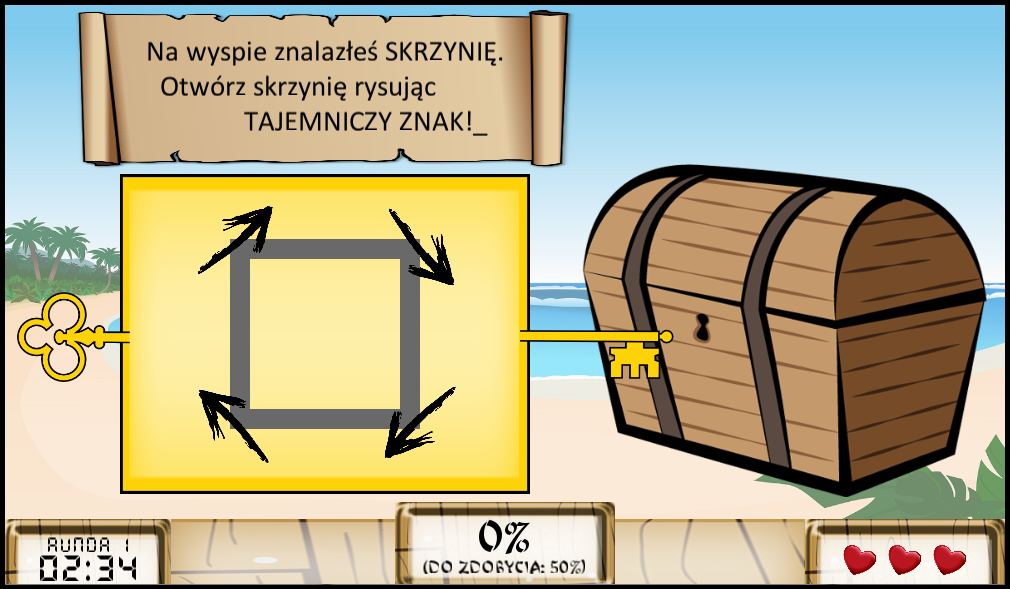 Na wyspie znalazłeś SKRZYNIĘ.
Otwórz skrzynię rysując
TAJEMNICZY ZNAK!_
RUNDA 1
02:34
0%
(DO ZDOBYCIA: 50%)